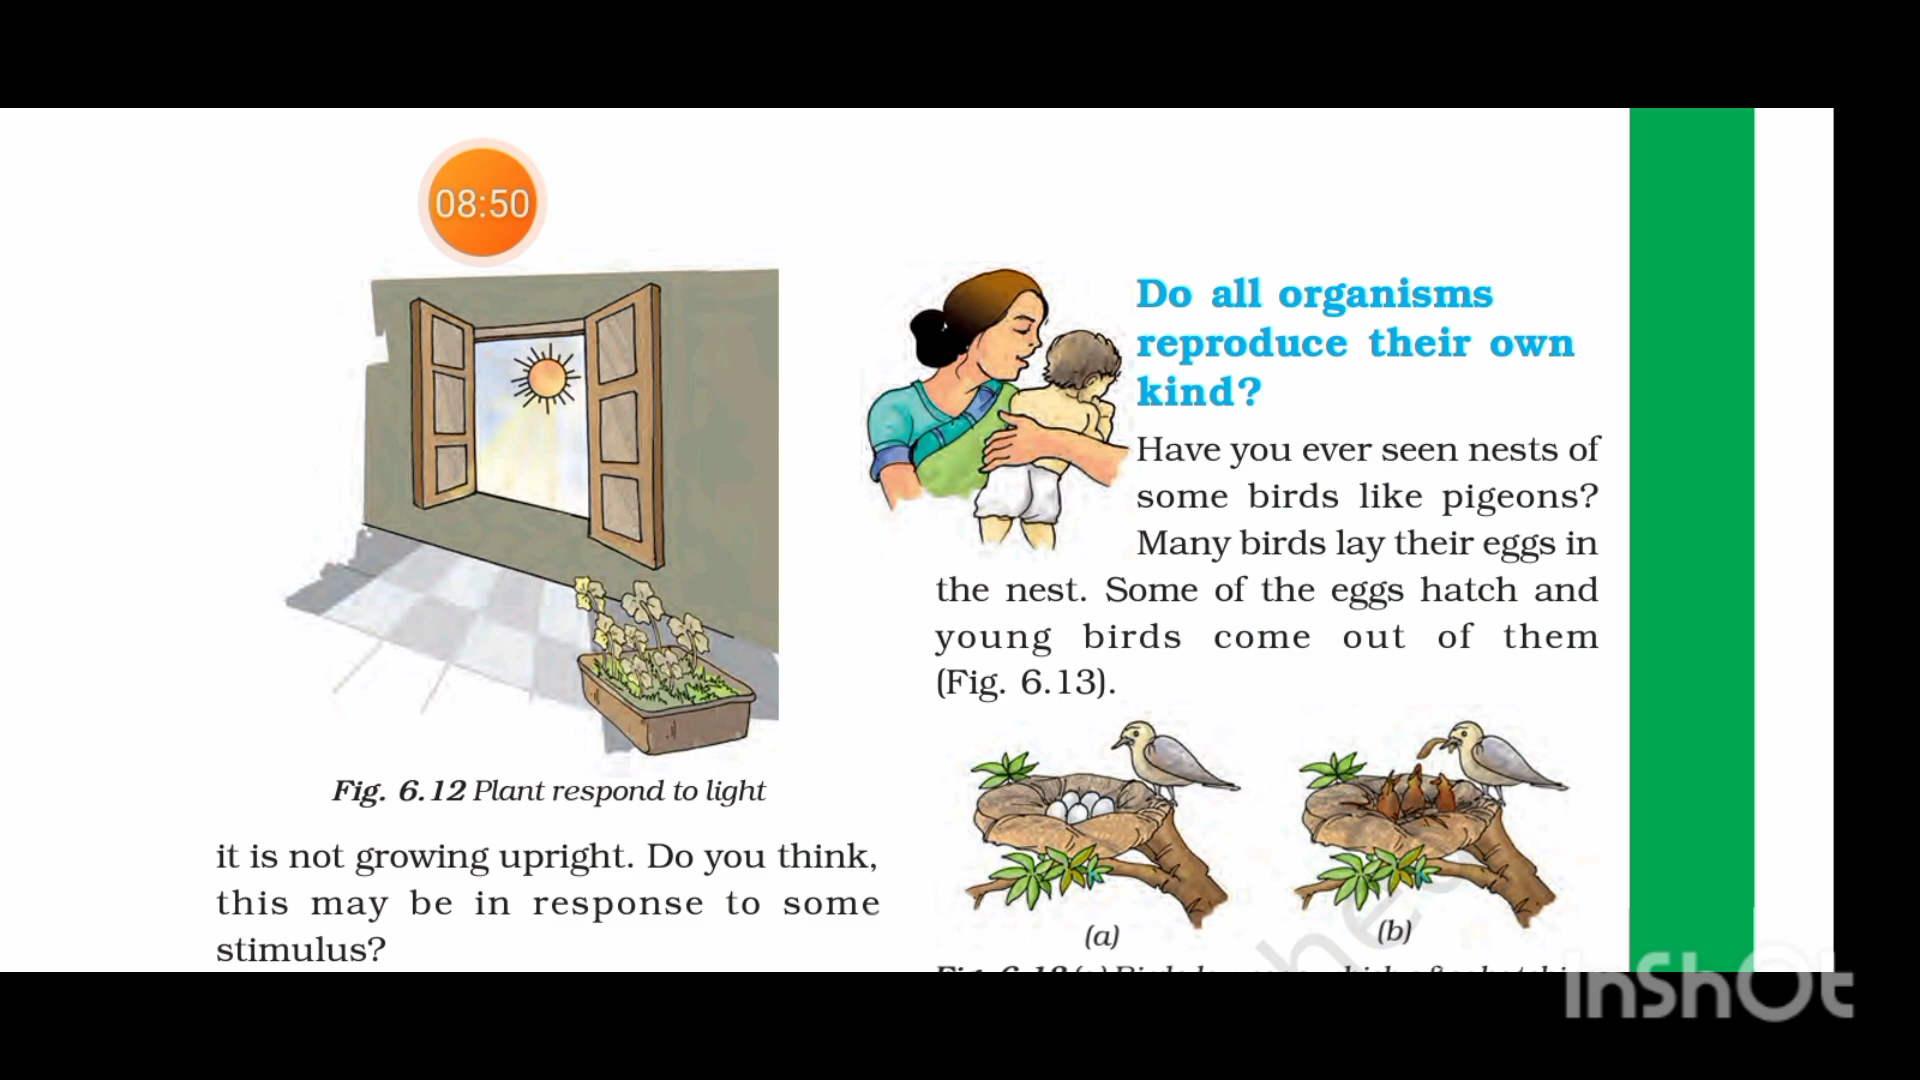 08:50
Fig. 6.12 Plant respond to light
it is not growing upright. Do you think,
this may be in response to some
stimulus?
Do all organisms
reproduce their own
kind?
Have you ever seen nests of
some birds like pigeons?
Many birds lay their eggs in
the nest. Some of the eggs hatch and
young birds come out of them
(Fig. 6.13).
(a)
(b)
InShOt